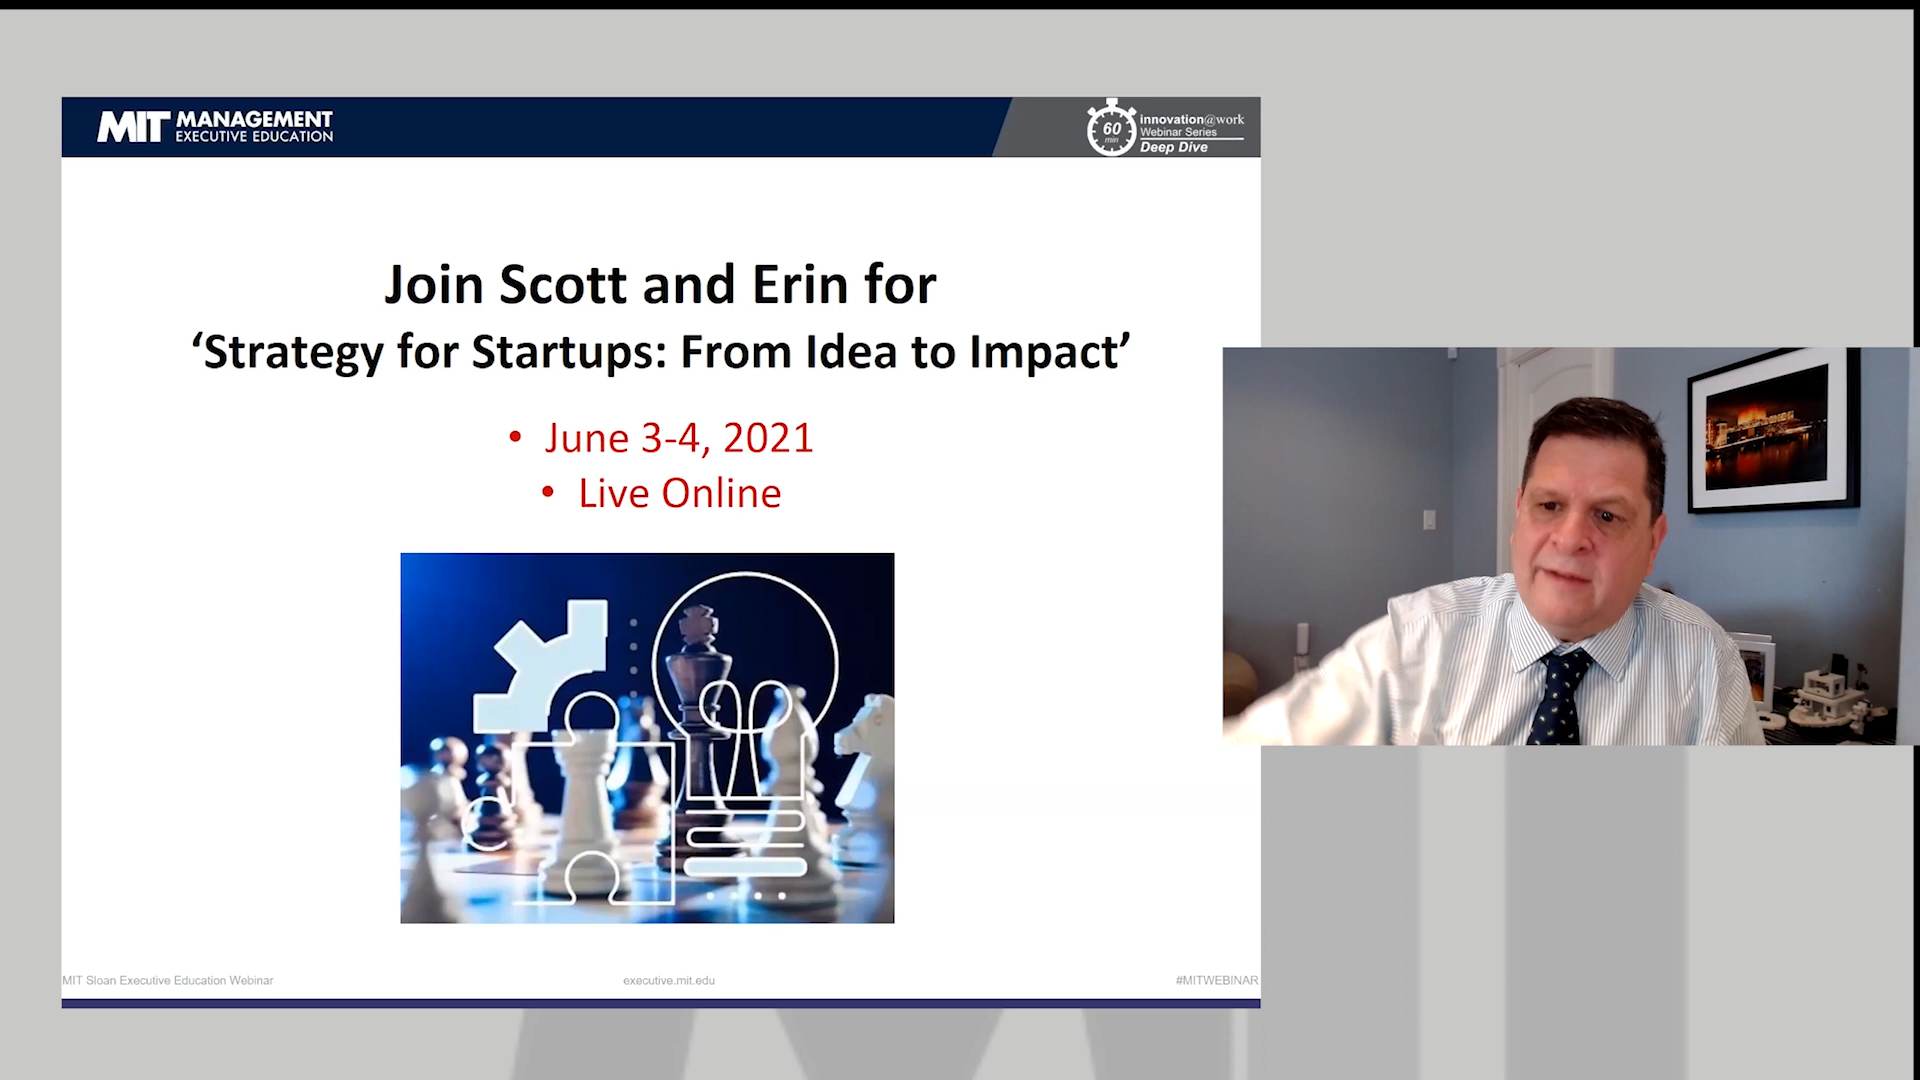 MIT MANAGEMENT
EXECUTIVE EDUCATION
60
min
innovation@work
Webinar Series
Deep Dive
Join Scott and Erin for
‘Strategy for Startups: From Idea to Impact’
• June 3-4, 2021
• Live Online
MIT Sloan Executive Education Webinar
executive.mit.edu
#MITWEBINAR